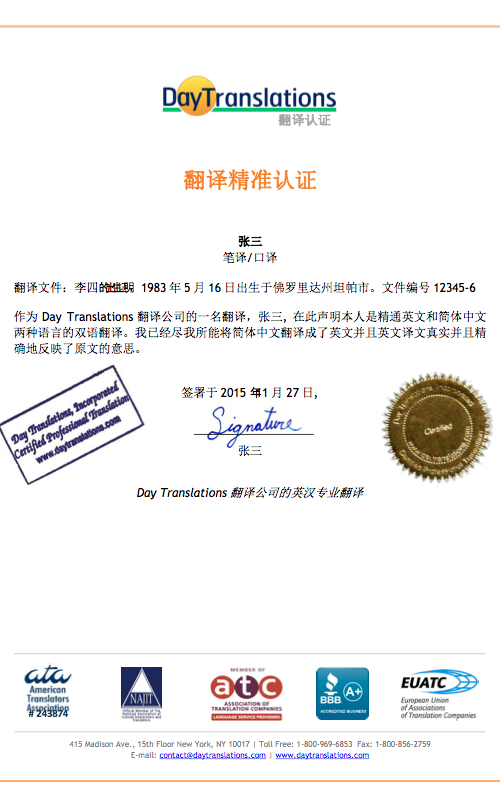 DayTranslations
翻译认证
翻译精准认证
张三
笔译/口译
翻译文件：李四的出生证明 1983 年 5 月 16 日出生于佛罗里达州坦帕市。文件编号 12345-6
作为 Day Translations 翻译公司的一名翻译，张三, 在此声明本人是精通英文和简体中文
两种语言的双语翻译。我已经尽我所能将简体中文翻译成了英文并且英文译文真实并且精
确地反映了原文的意思。
签署于 2015 年 1 月 27 日,
Day Translations, Incorporated
Certified Professional Translation
www.daytranslations.com
Signature
张三
Certified
Day Translations 翻译公司的英汉专业翻译
ata
American
Translators
Association
# 243874
NAJIT
MEMBER OF
atc
ASSOCIATION OF
TRANSLATION COMPANIES
LANGUAGE SERVICE PROVIDERS
BBB
A+
ACCREDITED BUSINESS
EUATC
European Union
of Associations
of Translation Companies
415 Madison Ave., 15th Floor New York, NY 10017 | Toll Free: 1-800-969-6853 Fax: 1-800-856-2759
E-mail: contact@daytranslations.com | www.daytranslations.com